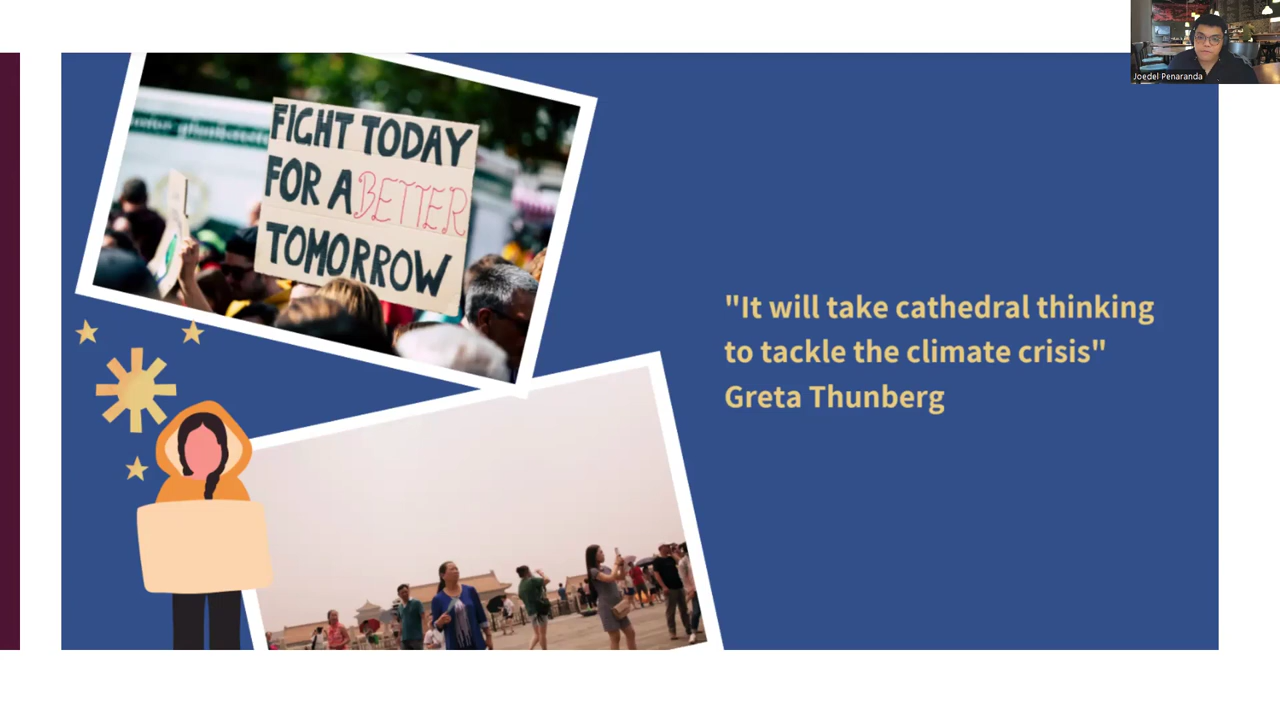 Joedel Penaranda
FIGHT TODAY
FOR A BETTER
TOMORROW
"It will take cathedral thinking
to tackle the climate crisis"
Greta Thunberg